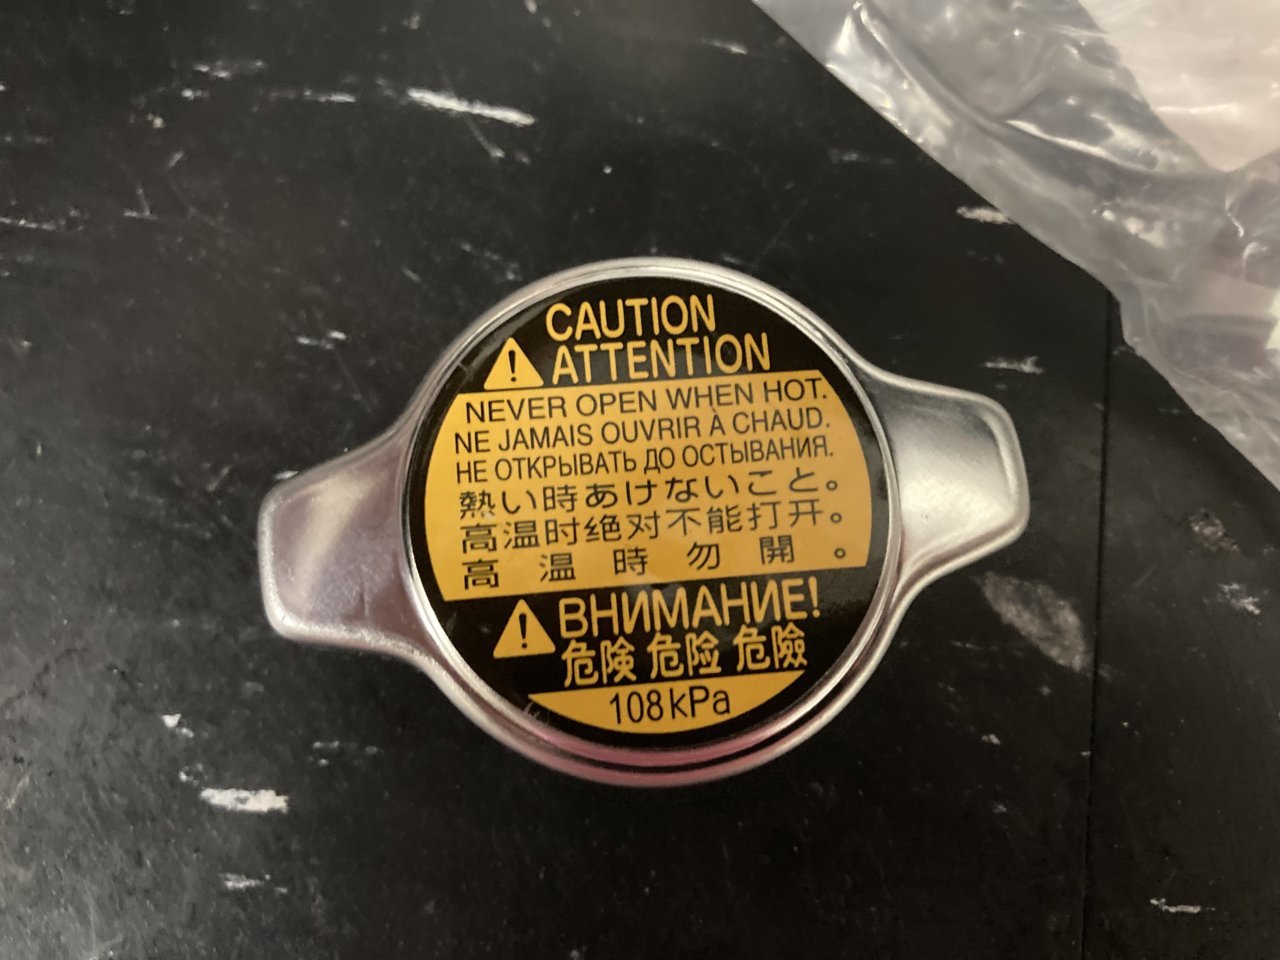 CAUTION
ATTENTION
NEVER OPEN WHEN HOT.
NE JAMAIS OUVRIR À CHAUD.
НЕ ОТКРЫВАТЬ ДО ОСТЫВАНИЯ.
熱い時あけないこと。
高温时绝对不能打开。
高温時勿開。
ВНИМАНИЕ!
危険 危险 危險
108kPa